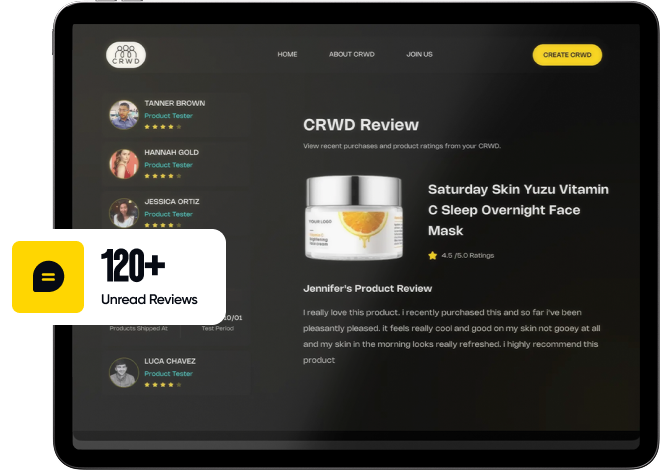 CRWD
HOME
ABOUT CRWD
JOIN US
CREATE CRWD
TANNER BROWN
Product Tester
HANNAH GOLD
Product Tester
JESSICA ORTIZ
Product Tester
120+
Unread Reviews
10/01
Products Shipped At
Test Period
LUCA CHAVEZ
Product Tester
CRWD Review
View recent purchases and product ratings from your CRWD.
YOUR LOGO
Saturday Skin Yuzu Vitamin
C Sleep Overnight Face
Mask
4.5 /5.0 Ratings
Jennifer's Product Review
I really love this product. i recently purchased this and so far I've been
pleasantly pleased. it feels really cool and good on my skin not gooey at all
and my skin in the morning looks really refreshed. i highly recommend this
product